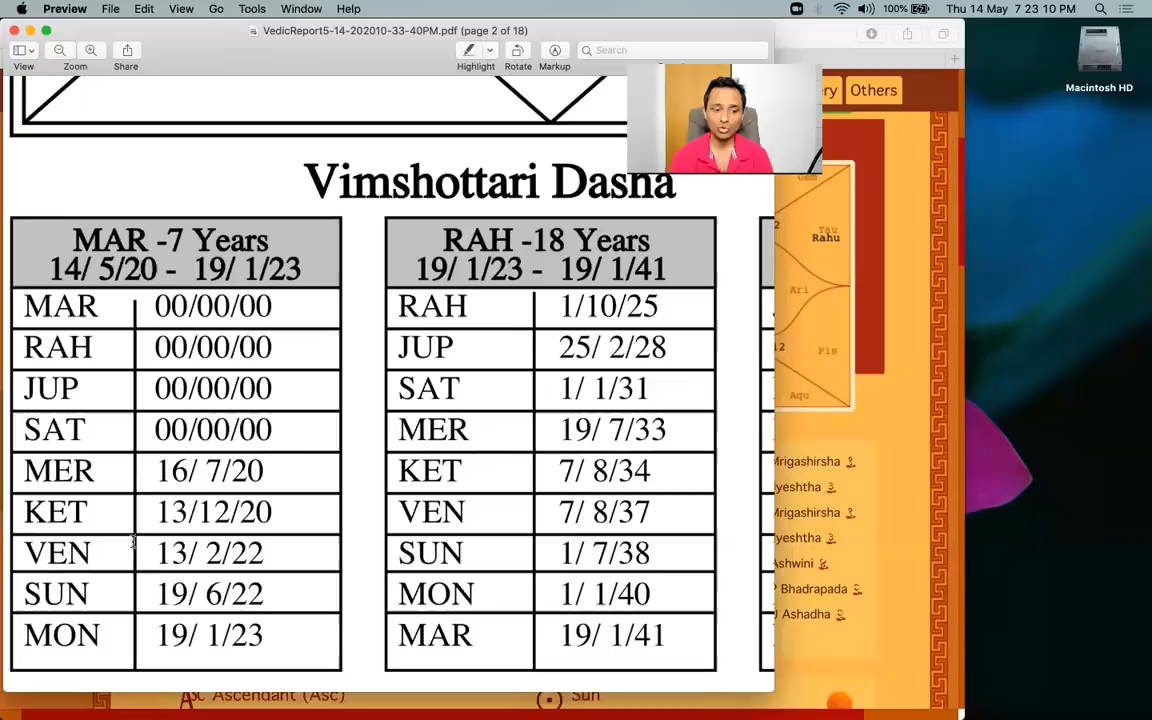 Preview File Edit View Go Tools Window Help 100% Thu 14 May 7 23 10 PM
VedicReport5-14-202010-33-40PM.pdf (page 2 of 18)
View Zoom Share Highlight Rotate Markup
Search
Macintosh HD
Others
Vimshottari Dasha
MAR -7 Years
14/ 5/20 - 19/ 1/23
MAR 00/00/00
RAH 00/00/00
JUP 00/00/00
SAT 00/00/00
MER 16/ 7/20
KET 13/12/20
VEN 13/ 2/22
SUN 19/ 6/22
MON 19/ 1/23
RAH -18 Years
19/ 1/23 - 19/ 1/41
RAH 1/10/25
JUP 25/ 2/28
SAT 1/ 1/31
MER 19/ 7/33
KET 7/ 8/34
VEN 7/ 8/37
SUN 1/ 7/38
MON 1/ 1/40
MAR 19/ 1/41
Gem
Tau
Rahu
Ari
12
Pis
Aqu
Mrigashirsha
Jyeshtha
Mrigashirsha
Jyeshtha
Ashwini
P Bhadrapada
U Ashadha
Asc Ascendant (Asc)
Sun